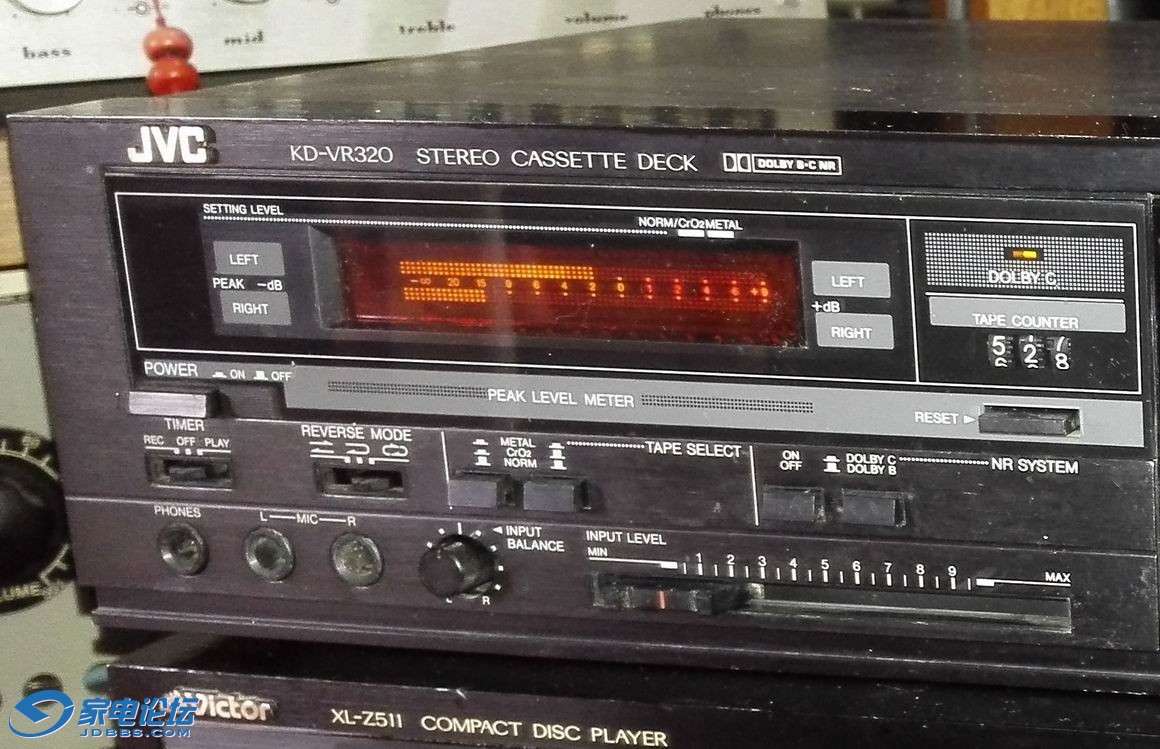 bass
mid
treble
volume
phones
JVC
KD-VR320 STEREO CASSETTE DECK DOLBY B·C NR
SETTING LEVEL
NORM/CrO2 METAL
LEFT
PEAK -dB
RIGHT
-∞ 20 15 9 6 4 2 0
LEFT
+dB
RIGHT
DOLBY C
TAPE COUNTER
5 2 7
8
POWER ON OFF
PEAK LEVEL METER
RESET
TIMER
REC OFF PLAY
REVERSE MODE
METAL
CrO2
NORM
TAPE SELECT
ON
OFF
DOLBY C
DOLBY B
NR SYSTEM
PHONES
L MIC R
INPUT
BALANCE
L R
INPUT LEVEL
MIN 1 2 3 4 5 6 7 8 9 MAX
Victor
XL-Z511 COMPACT DISC PLAYER
家电论坛
JDBBS.COM